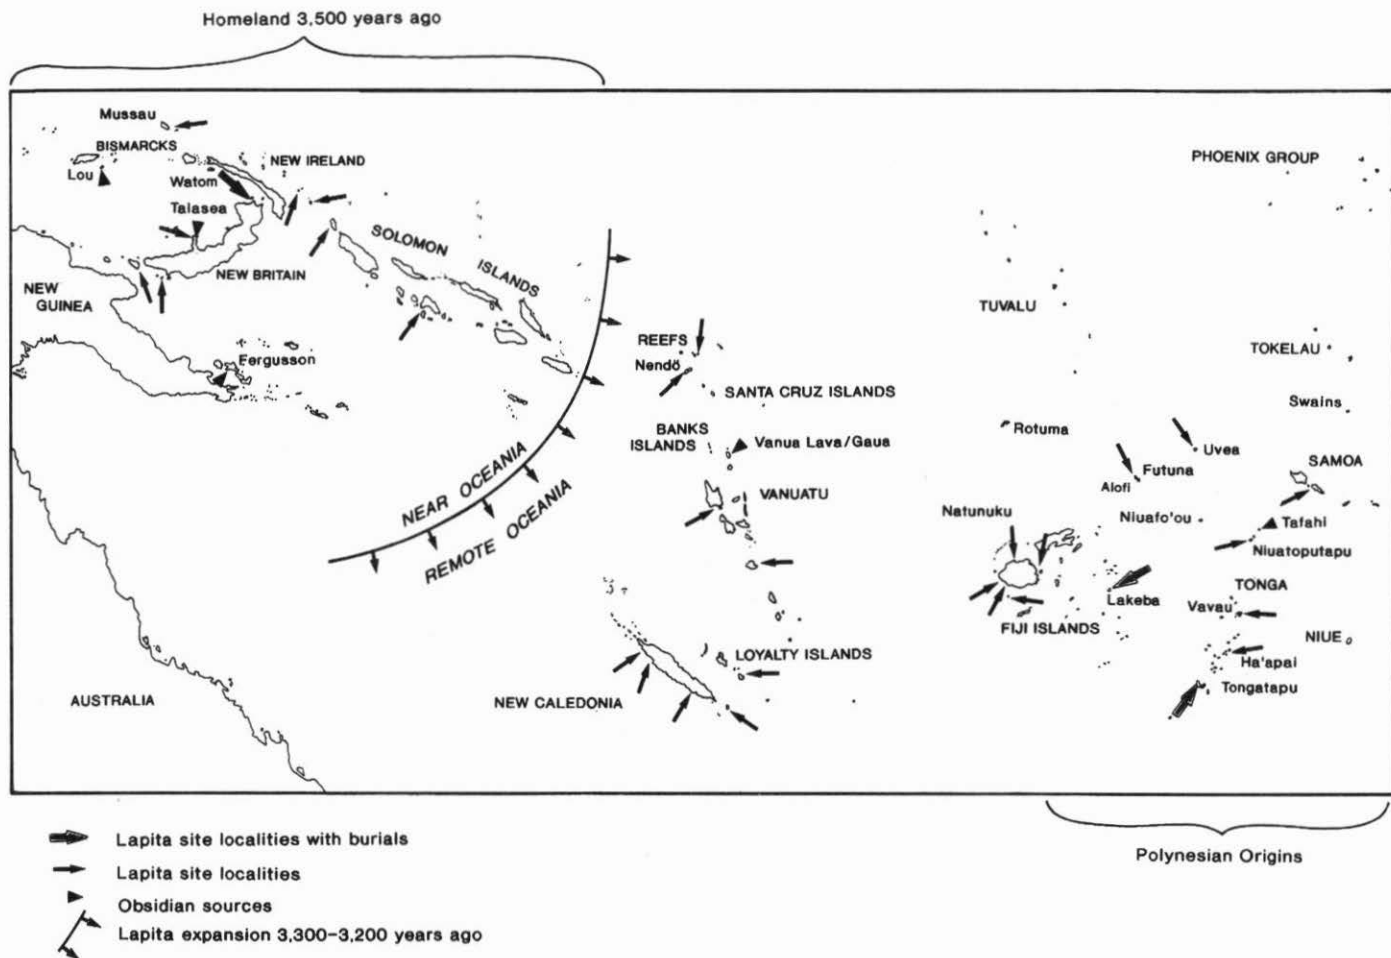 Homeland 3,500 years ago
Mussau
BISMARCKS
NEW IRELAND
PHOENIX GROUP
Lou
Watom
Talasea
SOLOMON
ISLANDS
NEW BRITAIN
NEW
GUINEA
TUVALU
REEFS
TOKELAU
Fergusson
Nendö
SANTA CRUZ ISLANDS
Swains
BANKS
ISLANDS
Vanua Lava/Gaua
Rotuma
Uvea
SAMOA
Futuna
Alofi
NEAR OCEANIA
REMOTE OCEANIA
VANUATU
Natunuku
Niuafo'ou
Tafahi
Niuatoputapu
TONGA
Lakeba
Vavau
FIJI ISLANDS
NIUE
LOYALTY ISLANDS
Ha'apai
Tongatapu
AUSTRALIA
NEW CALEDONIA
Lapita site localities with burials
Lapita site localities
Obsidian sources
Lapita expansion 3,300-3,200 years ago
Polynesian Origins